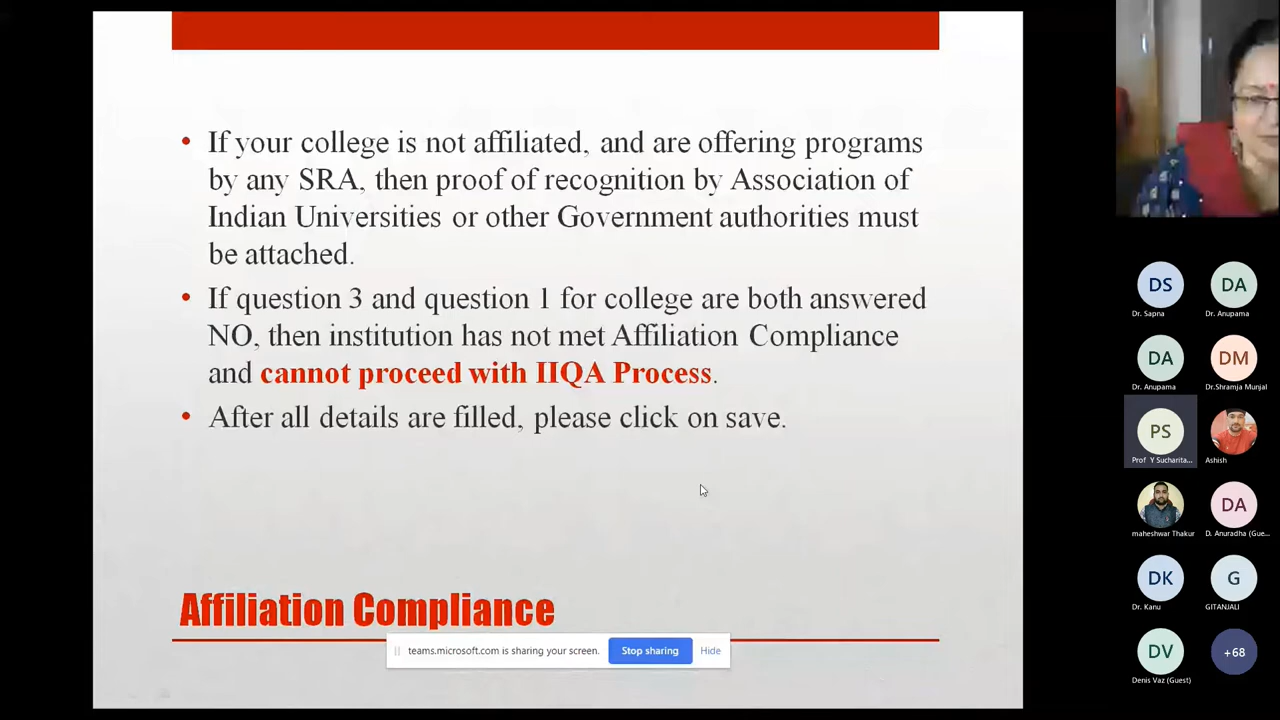 • If your college is not affiliated, and are offering programs
by any SRA, then proof of recognition by Association of
Indian Universities or other Government authorities must
be attached.
• If question 3 and question 1 for college are both answered
NO, then institution has not met Affiliation Compliance
and cannot proceed with IIQA Process.
• After all details are filled, please click on save.
Affiliation Compliance
teams.microsoft.com is sharing your screen.
Stop sharing
Hide
DS
Dr. Sapna
DA
Dr. Anupama
DA
Dr. Anupama
DM
Dr.Shramja Munjal
PS
Prof Y Sucharita...
Ashish
maheshwar Thakur
DA
D. Anuradha (Gue...
DK
Dr. Kanu
G
GITANJALI
DV
Denis Vaz (Guest)
+68